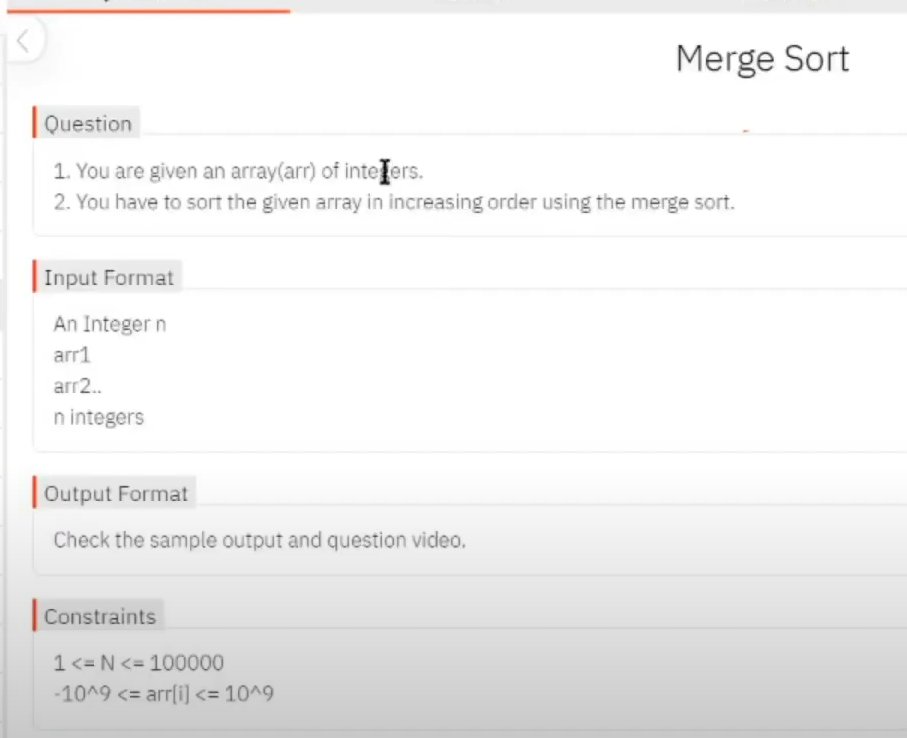 Merge Sort
Question
1. You are given an array(arr) of integers.
2. You have to sort the given array in increasing order using the merge sort.
Input Format
An Integer n
arr1
arr2..
n integers
Output Format
Check the sample output and question video.
Constraints
1 <= N <= 100000
-10^9 <= arr[i] <= 10^9